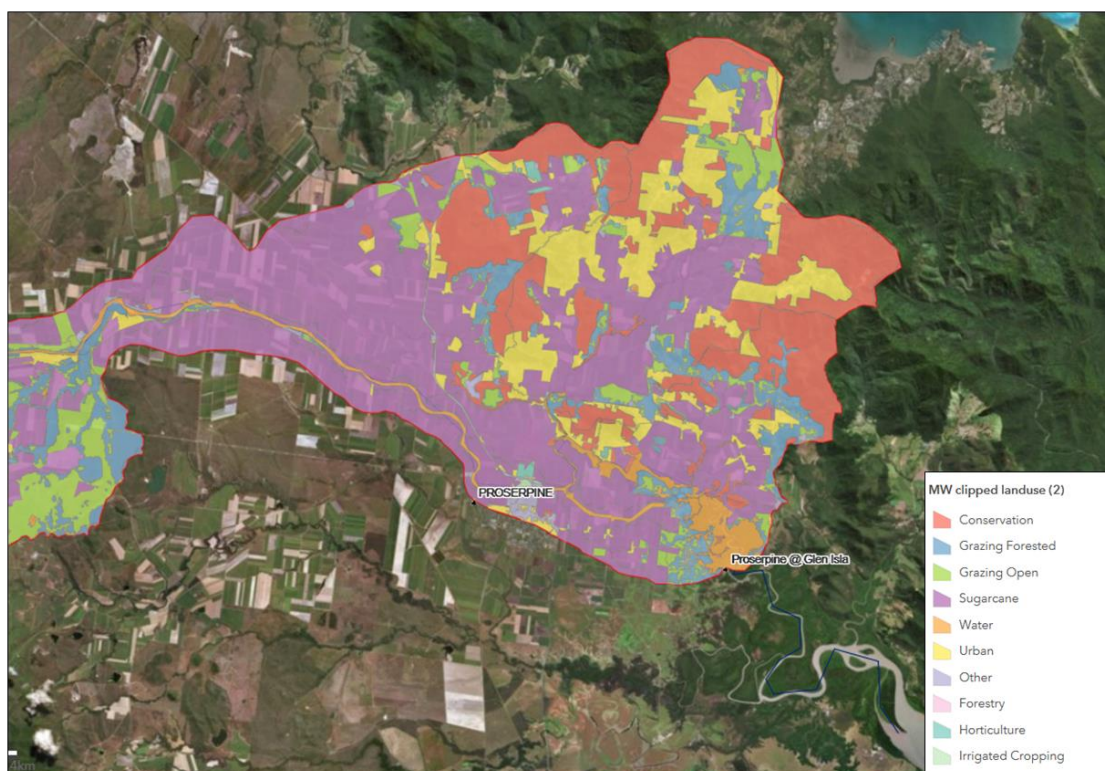 PROSERPINE
Proserpine @ Glen Isla
MW clipped landuse (2)
Conservation
Grazing Forested
Grazing Open
Sugarcane
Water
Urban
Other
Forestry
Horticulture
Irrigated Cropping
4km